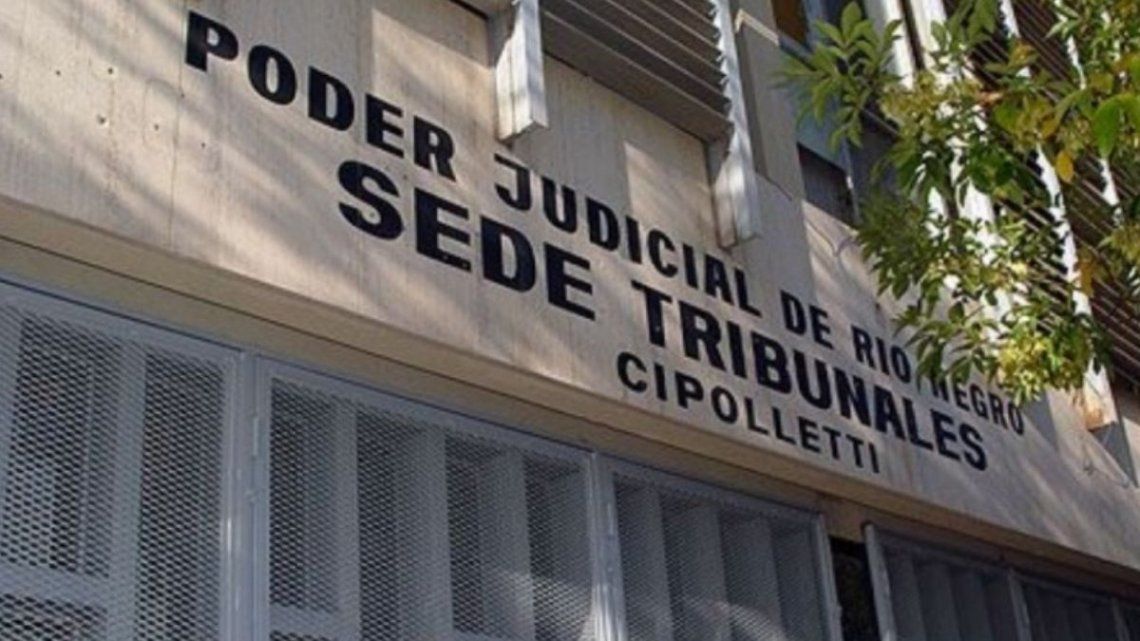 PODER JUDICIAL DE RIO NEGRO
SEDE TRIBUNALES
CIPOLLETTI